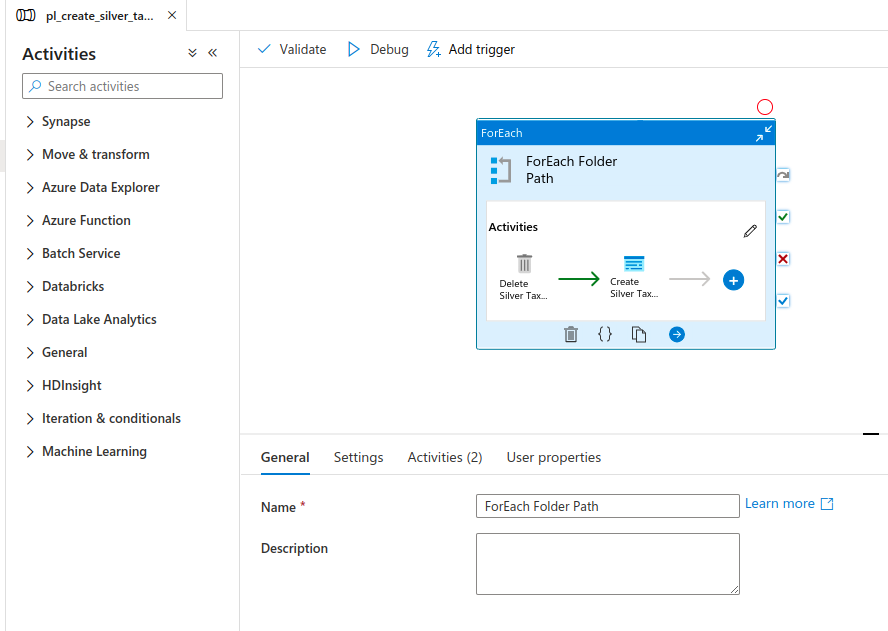 pl_create_silver_ta...
Activities
Search activities
Synapse
Move & transform
Azure Data Explorer
Azure Function
Batch Service
Databricks
Data Lake Analytics
General
HDInsight
Iteration & conditionals
Machine Learning
Validate
Debug
Add trigger
ForEach
ForEach Folder
Path
Activities
Delete
Silver Tax...
Create
Silver Tax...
General
Settings
Activities (2)
User properties
Name *
ForEach Folder Path
Learn more
Description